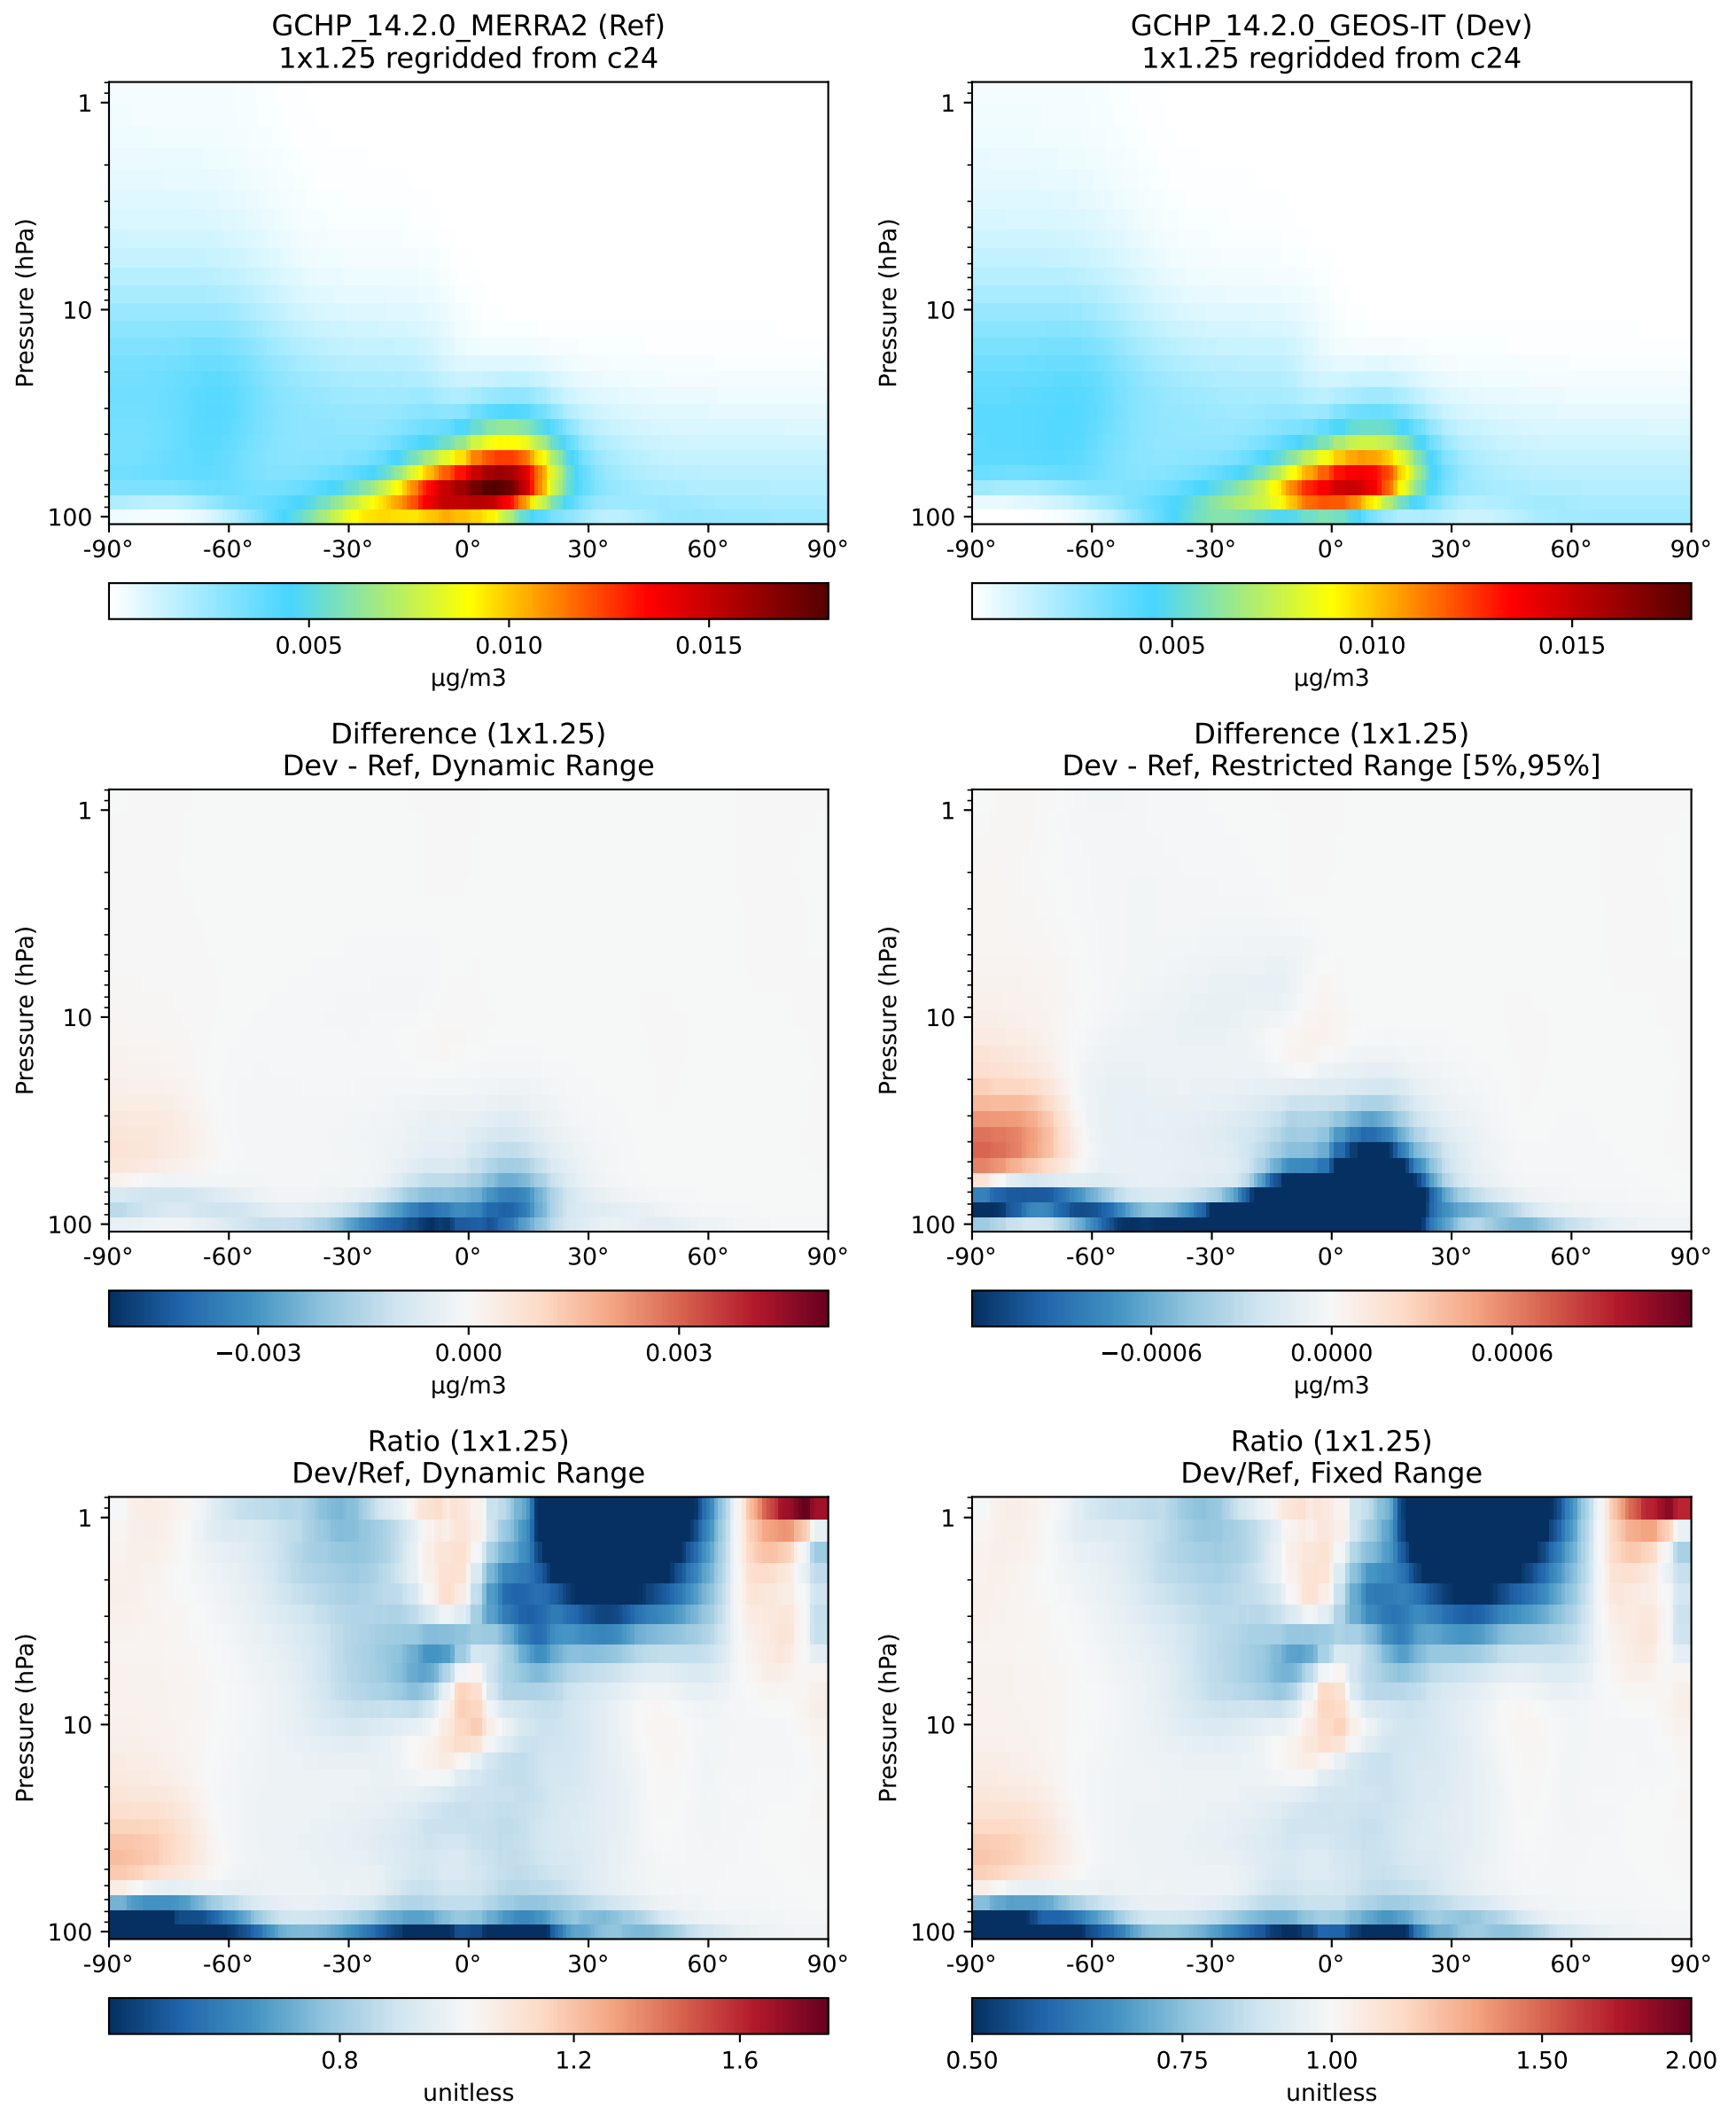 GCHP_14.2.0_MERRA2 (Ref)
1x1.25 regridded from c24
Pressure (hPa)
1
10
100
-90° -60° -30° 0° 30° 60° 90°
0.005 0.010 0.015
µg/m3
GCHP_14.2.0_GEOS-IT (Dev)
1x1.25 regridded from c24
Pressure (hPa)
1
10
100
-90° -60° -30° 0° 30° 60° 90°
0.005 0.010 0.015
µg/m3
Difference (1x1.25)
Dev - Ref, Dynamic Range
Pressure (hPa)
1
10
100
-90° -60° -30° 0° 30° 60° 90°
−0.003 0.000 0.003
µg/m3
Difference (1x1.25)
Dev - Ref, Restricted Range [5%,95%]
Pressure (hPa)
1
10
100
-90° -60° -30° 0° 30° 60° 90°
−0.0006 0.0000 0.0006
µg/m3
Ratio (1x1.25)
Dev/Ref, Dynamic Range
Pressure (hPa)
1
10
100
-90° -60° -30° 0° 30° 60° 90°
0.8 1.2 1.6
unitless
Ratio (1x1.25)
Dev/Ref, Fixed Range
Pressure (hPa)
1
10
100
-90° -60° -30° 0° 30° 60° 90°
0.50 0.75 1.00 1.50 2.00
unitless